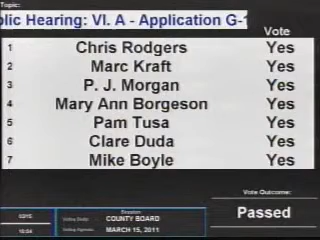 Topic:
blic Hearing: VI. A - Application G-1
Vote
1 Chris Rodgers Yes
2 Marc Kraft Yes
3 P. J. Morgan Yes
4 Mary Ann Borgeson Yes
5 Pam Tusa Yes
6 Clare Duda Yes
7 Mike Boyle Yes
Vote Outcome:
Passed
Session
COUNTY BOARD
MARCH 15, 2011